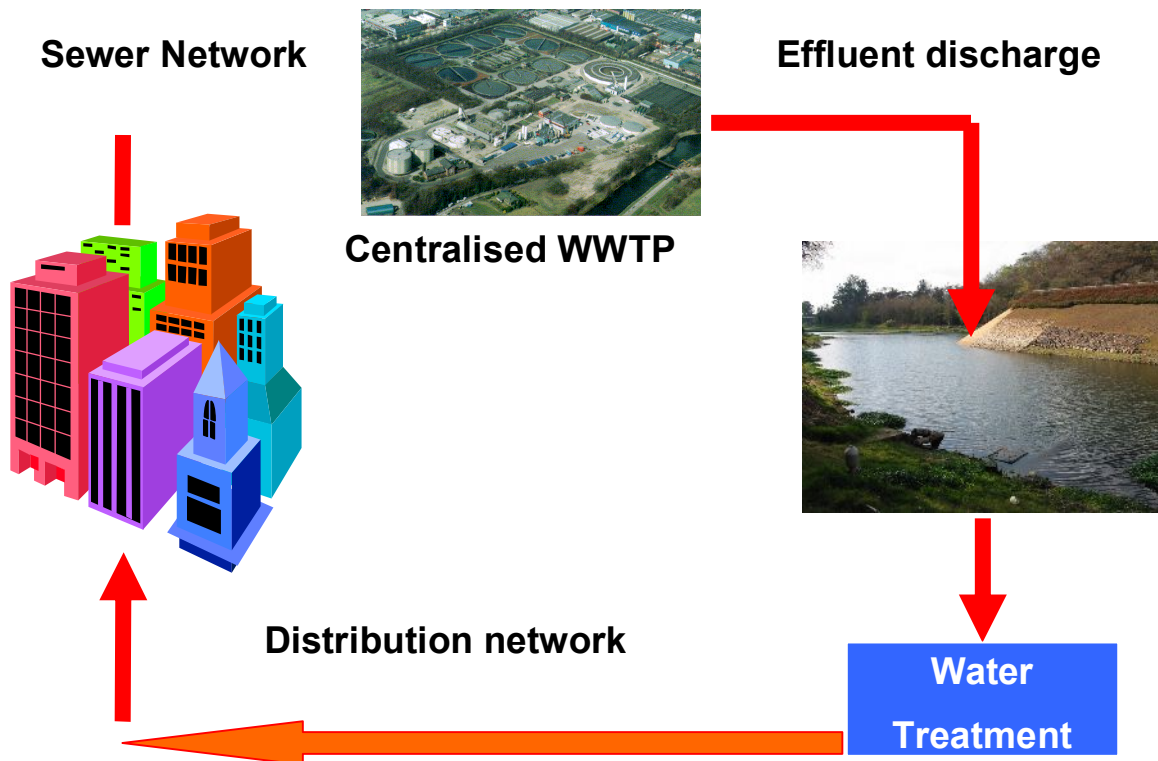 Sewer Network
Effluent discharge
Centralised WWTP
Distribution network
Water
Treatment